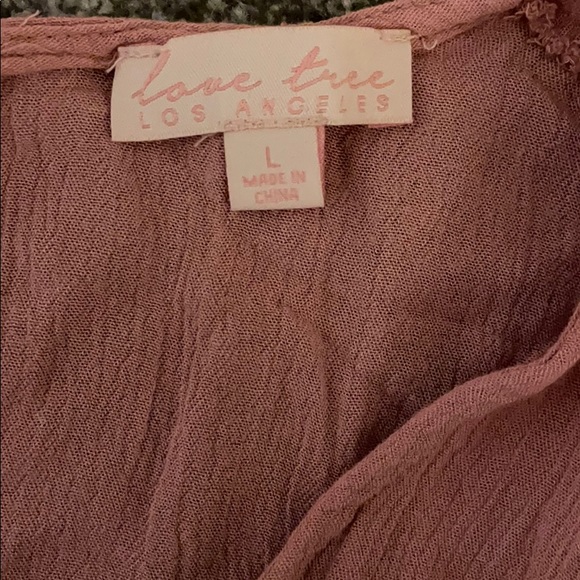 love tree
LOS ANGELES
L
MADE IN
CHINA